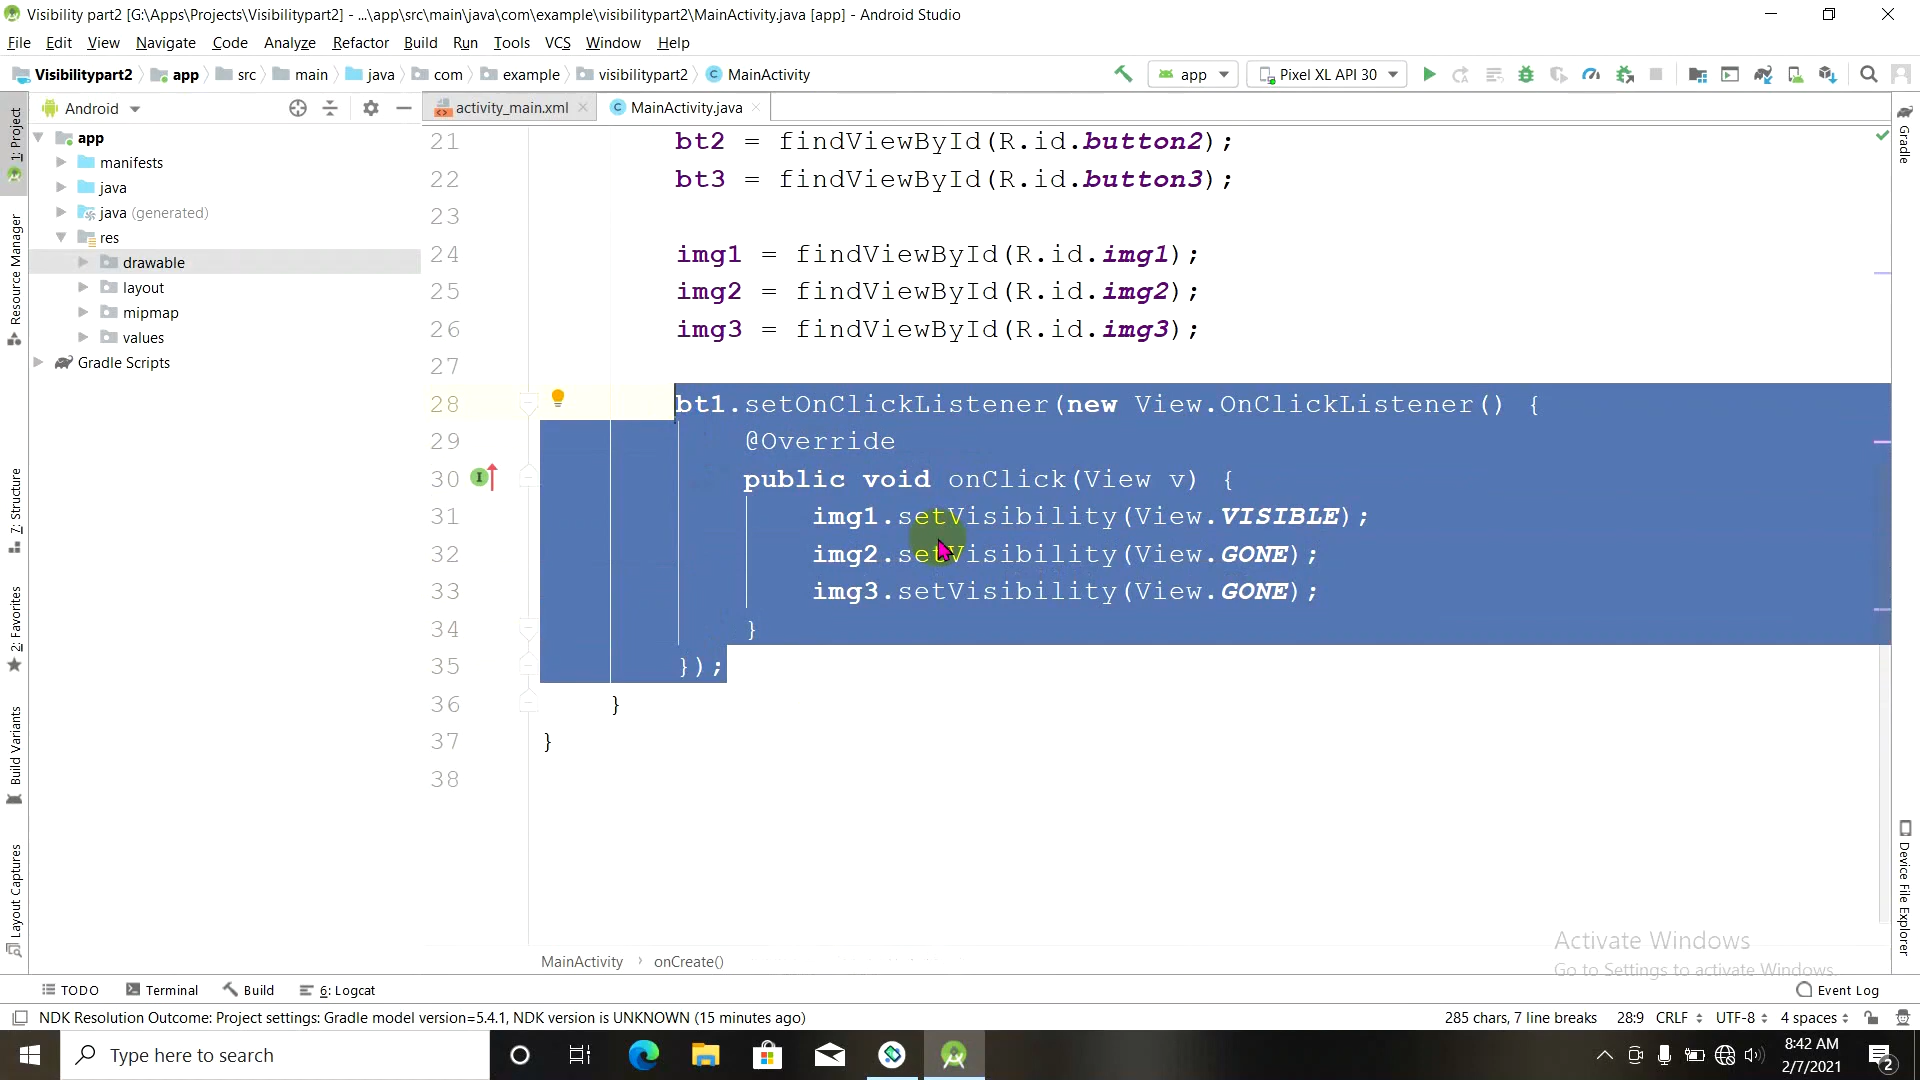 Visibility part2 [G:\Apps\Projects\Visibilitypart2] - ...\app\src\main\java\com\example\visibilitypart2\MainActivity.java [app] - Android Studio
File Edit View Navigate Code Analyze Refactor Build Run Tools VCS Window Help
Visibilitypart2 app src main java com example visibilitypart2 MainActivity app Pixel XL API 30
Android activity_main.xml MainActivity.java
1: Project
Resource Manager
7: Structure
2: Favorites
Build Variants
Layout Captures
app
manifests
java
java (generated)
res
drawable
layout
mipmap
values
Gradle Scripts
21 bt2 = findViewById(R.id.button2);
22 bt3 = findViewById(R.id.button3);
23
24 img1 = findViewById(R.id.img1);
25 img2 = findViewById(R.id.img2);
26 img3 = findViewById(R.id.img3);
27
28 bt1.setOnClickListener(new View.OnClickListener() {
29 @Override
30 public void onClick(View v) {
31 img1.setVisibility(View.VISIBLE);
32 img2.setVisibility(View.GONE);
33 img3.setVisibility(View.GONE);
34 }
35 });
36 }
37 }
38
Gradle
Device File Explorer
Activate Windows
Go to Settings to activate Windows.
MainActivity › onCreate()
TODO Terminal Build 6: Logcat Event Log
NDK Resolution Outcome: Project settings: Gradle model version=5.4.1, NDK version is UNKNOWN (15 minutes ago) 285 chars, 7 line breaks 28:9 CRLF UTF-8 4 spaces
Type here to search
8:42 AM
2/7/2021
2